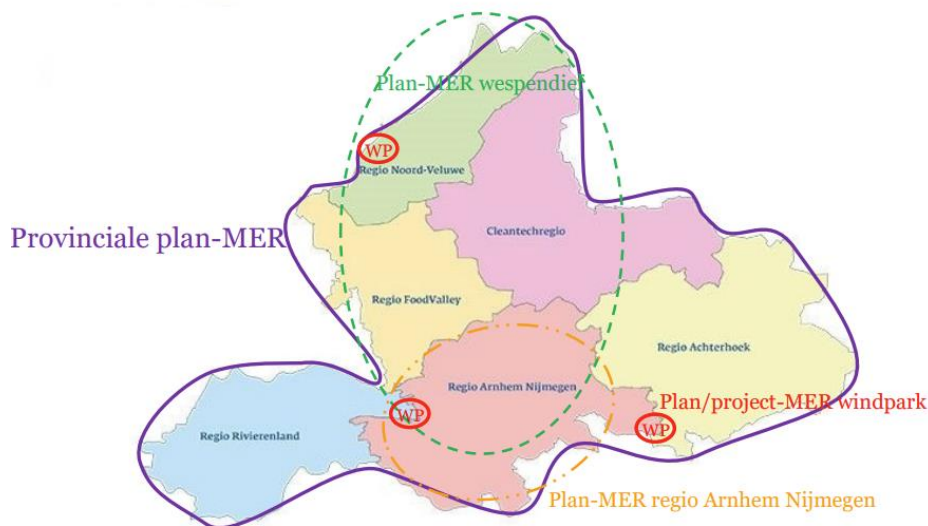 Plan-MER wespendief
WP
Regio Noord-Veluwe
Provinciale plan-MER
Cleantechregio
Regio FoodValley
Regio Achterhoek
Regio Arnhem Nijmegen
Plan/project-MER windpark
WP
WP
Regio Rivierenland
Plan-MER regio Arnhem Nijmegen